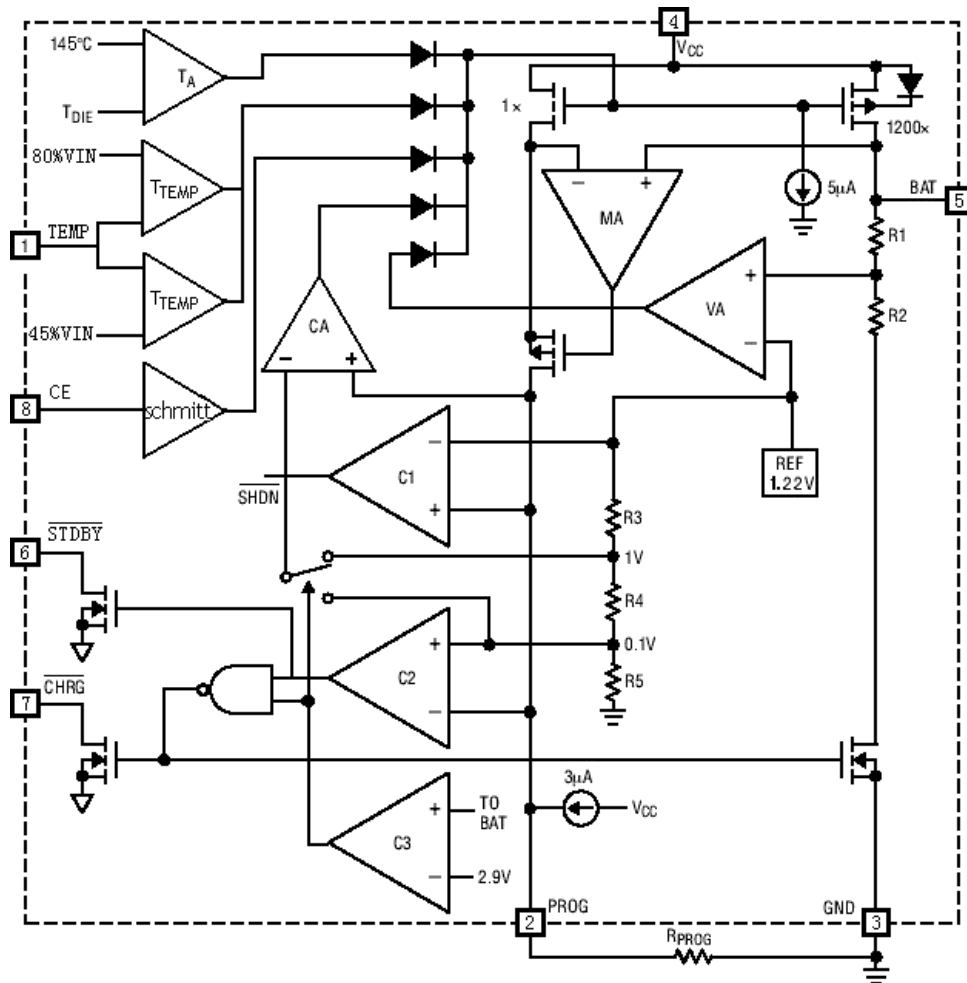 4
VCC
145°C
TA
TDIE
1×
1200×
80%VIN
TTEMP
5µA
BAT
5
− +
MA
1
TEMP
R1
TTEMP
+
VA
−
R2
45%VIN
CA
− +
8
CE
schmitt
−
C1
+
SHDN
REF
1.22V
R3
6
STDBY
1V
R4
+
C2
−
0.1V
R5
7
CHRG
3µA
VCC
+
C3
−
TO
BAT
2.9V
2
PROG
GND
3
RPROG